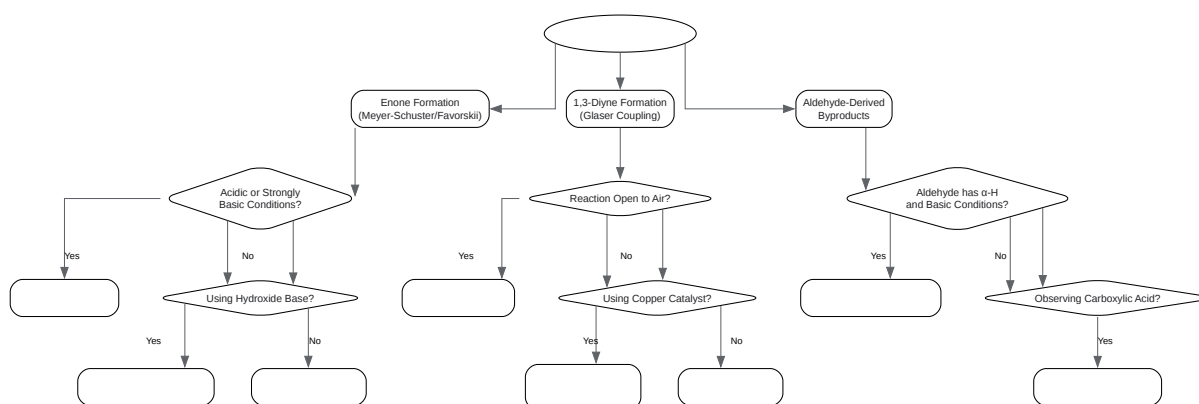 Enone Formation
(Meyer-Schuster/Favorskii)
1,3-Diyne Formation
(Glaser Coupling)
Aldehyde-Derived
Byproducts
Acidic or Strongly
Basic Conditions?
Reaction Open to Air?
Aldehyde has α-H
and Basic Conditions?
Yes
No
Yes
No
Yes
No
Using Hydroxide Base?
Using Copper Catalyst?
Observing Carboxylic Acid?
Yes
No
Yes
No
Yes